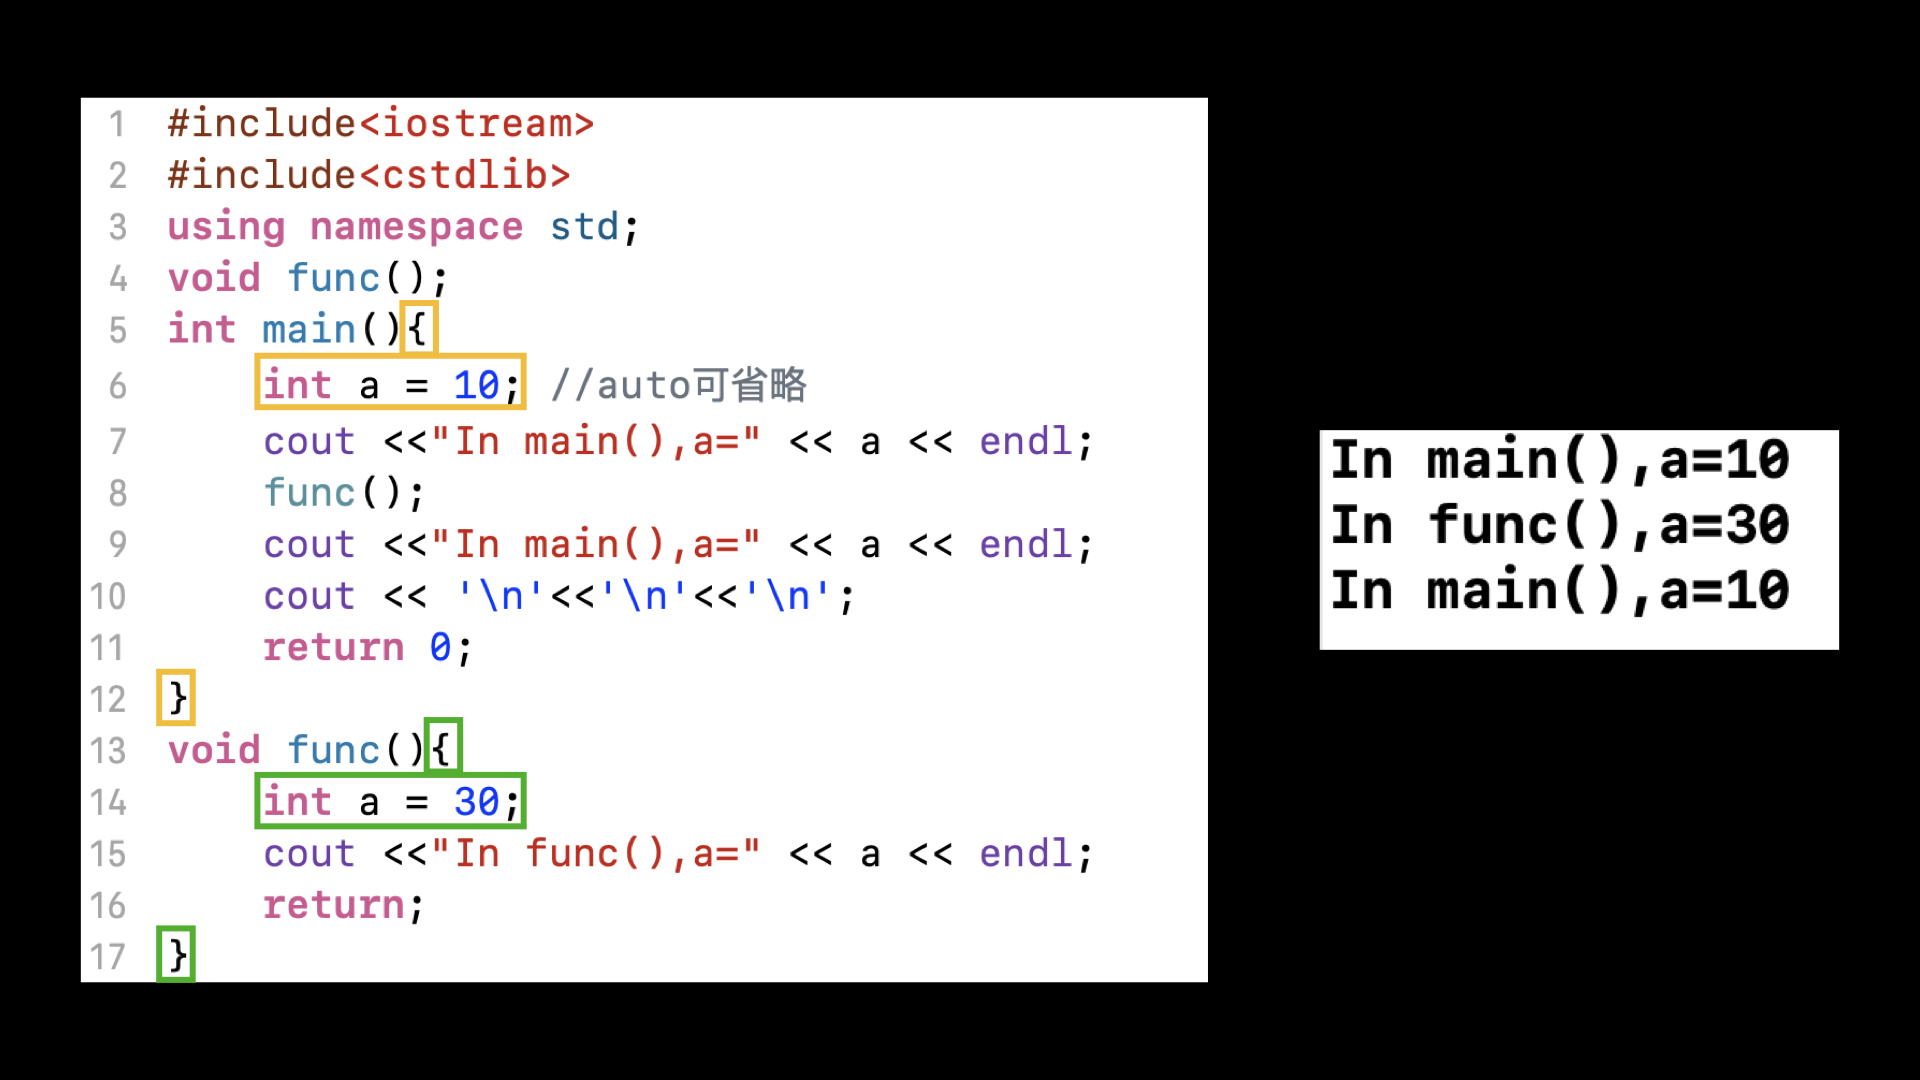 1 #include<iostream>
2 #include<cstdlib>
3 using namespace std;
4 void func();
5 int main(){
6 int a = 10; //auto可省略
7 cout <<"In main(),a=" << a << endl;
8 func();
9 cout <<"In main(),a=" << a << endl;
10 cout << '\n'<<'\n'<<'\n';
11 return 0;
12 }
13 void func(){
14 int a = 30;
15 cout <<"In func(),a=" << a << endl;
16 return;
17 }
In main(),a=10
In func(),a=30
In main(),a=10